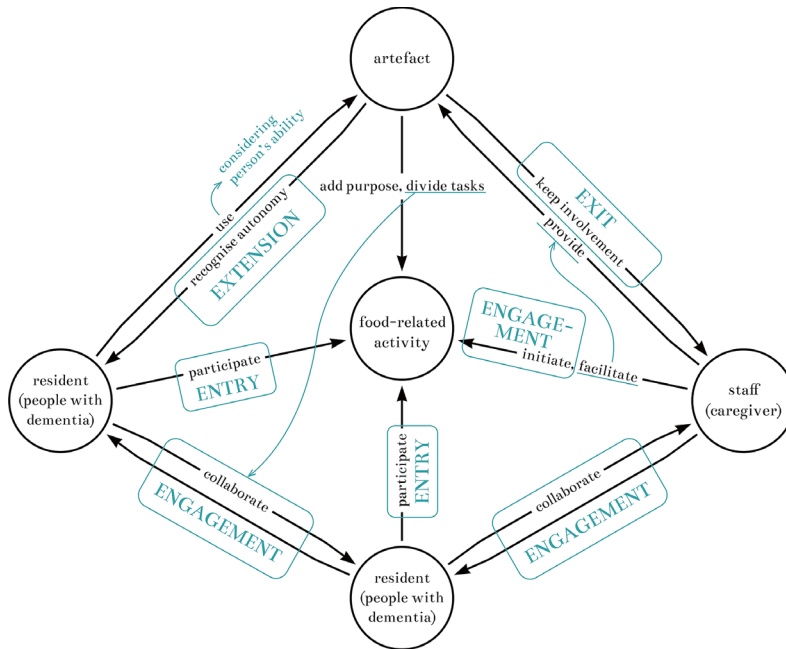 artefact
considering
person's ability
use
recognise autonomy
EXTENSION
add purpose, divide tasks
EXIT
keep involvement
provide
food-related
activity
ENGAGE-
MENT
initiate, facilitate
participate
ENTRY
resident
(people with
dementia)
staff
(caregiver)
participate
ENTRY
collaborate
ENGAGEMENT
collaborate
ENGAGEMENT
resident
(people with
dementia)